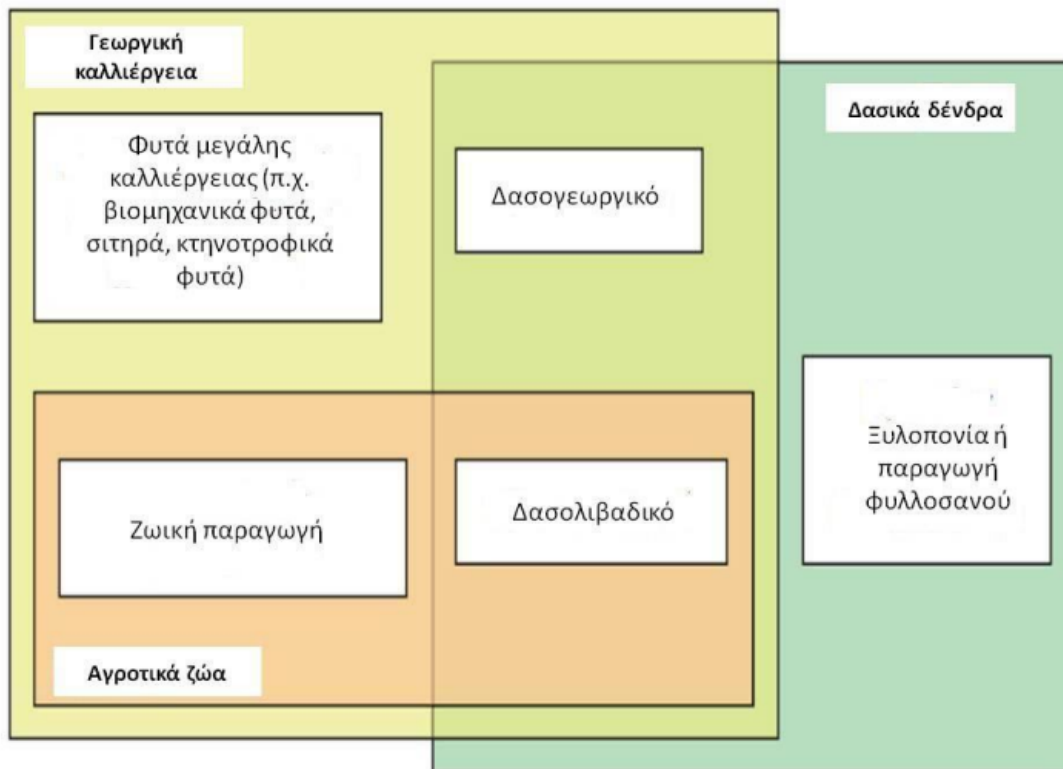 Γεωργική
καλλιέργεια
Δασικά δένδρα
Φυτά μεγάλης
καλλιέργειας (π.χ.
βιομηχανικά φυτά,
σιτηρά, κτηνοτροφικά
φυτά)
Δασογεωργικό
Ξυλοπονία ή
παραγωγή
φυλλοσανού
Ζωική παραγωγή
Δασολιβαδικό
Αγροτικά ζώα